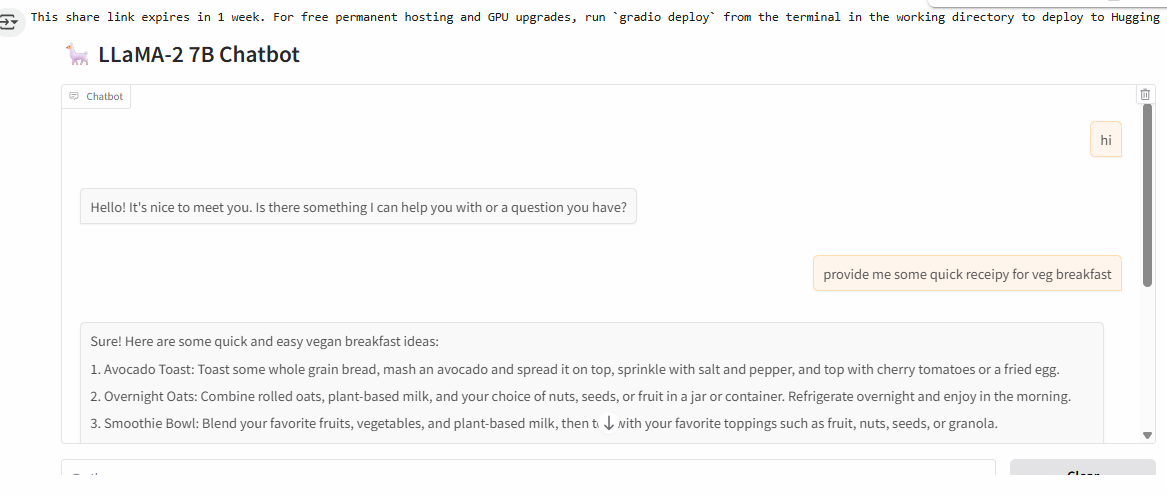 This share link expires in 1 week. For free permanent hosting and GPU upgrades, run `gradio deploy` from the terminal in the working directory to deploy to Hugging
🦙 LLaMA-2 7B Chatbot
Chatbot
hi
Hello! It's nice to meet you. Is there something I can help you with or a question you have?
provide me some quick receipy for veg breakfast
Sure! Here are some quick and easy vegan breakfast ideas:
1. Avocado Toast: Toast some whole grain bread, mash an avocado and spread it on top, sprinkle with salt and pepper, and top with cherry tomatoes or a fried egg.
2. Overnight Oats: Combine rolled oats, plant-based milk, and your choice of nuts, seeds, or fruit in a jar or container. Refrigerate overnight and enjoy in the morning.
3. Smoothie Bowl: Blend your favorite fruits, vegetables, and plant-based milk, then with your favorite toppings such as fruit, nuts, seeds, or granola.
Clear